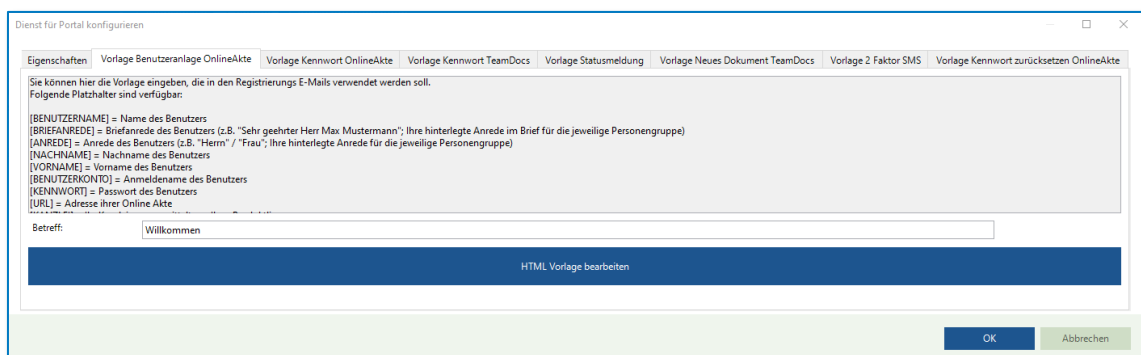 Dienst für Portal konfigurieren
Eigenschaften Vorlage Benutzeranlage OnlineAkte Vorlage Kennwort OnlineAkte Vorlage Kennwort TeamDocs Vorlage Statusmeldung Vorlage Neues Dokument TeamDocs Vorlage 2 Faktor SMS Vorlage Kennwort zurücksetzen OnlineAkte
Sie können hier die Vorlage eingeben, die in den Registrierungs E-Mails verwendet werden soll.
Folgende Platzhalter sind verfügbar:
[BENUTZERNAME] = Name des Benutzers
[BRIEFANREDE] = Briefanrede des Benutzers (z.B. "Sehr geehrter Herr Max Mustermann"; Ihre hinterlegte Anrede im Brief für die jeweilige Personengruppe)
[ANREDE] = Anrede des Benutzers (z.B. "Herrn" / "Frau"; Ihre hinterlegte Anrede für die jeweilige Personengruppe)
[NACHNAME] = Nachname des Benutzers
[VORNAME] = Vorname des Benutzers
[BENUTZERKONTO] = Anmeldename des Benutzers
[KENNWORT] = Passwort des Benutzers
[URL] = Adresse ihrer Online Akte
Betreff: Willkommen
HTML Vorlage bearbeiten
OK Abbrechen